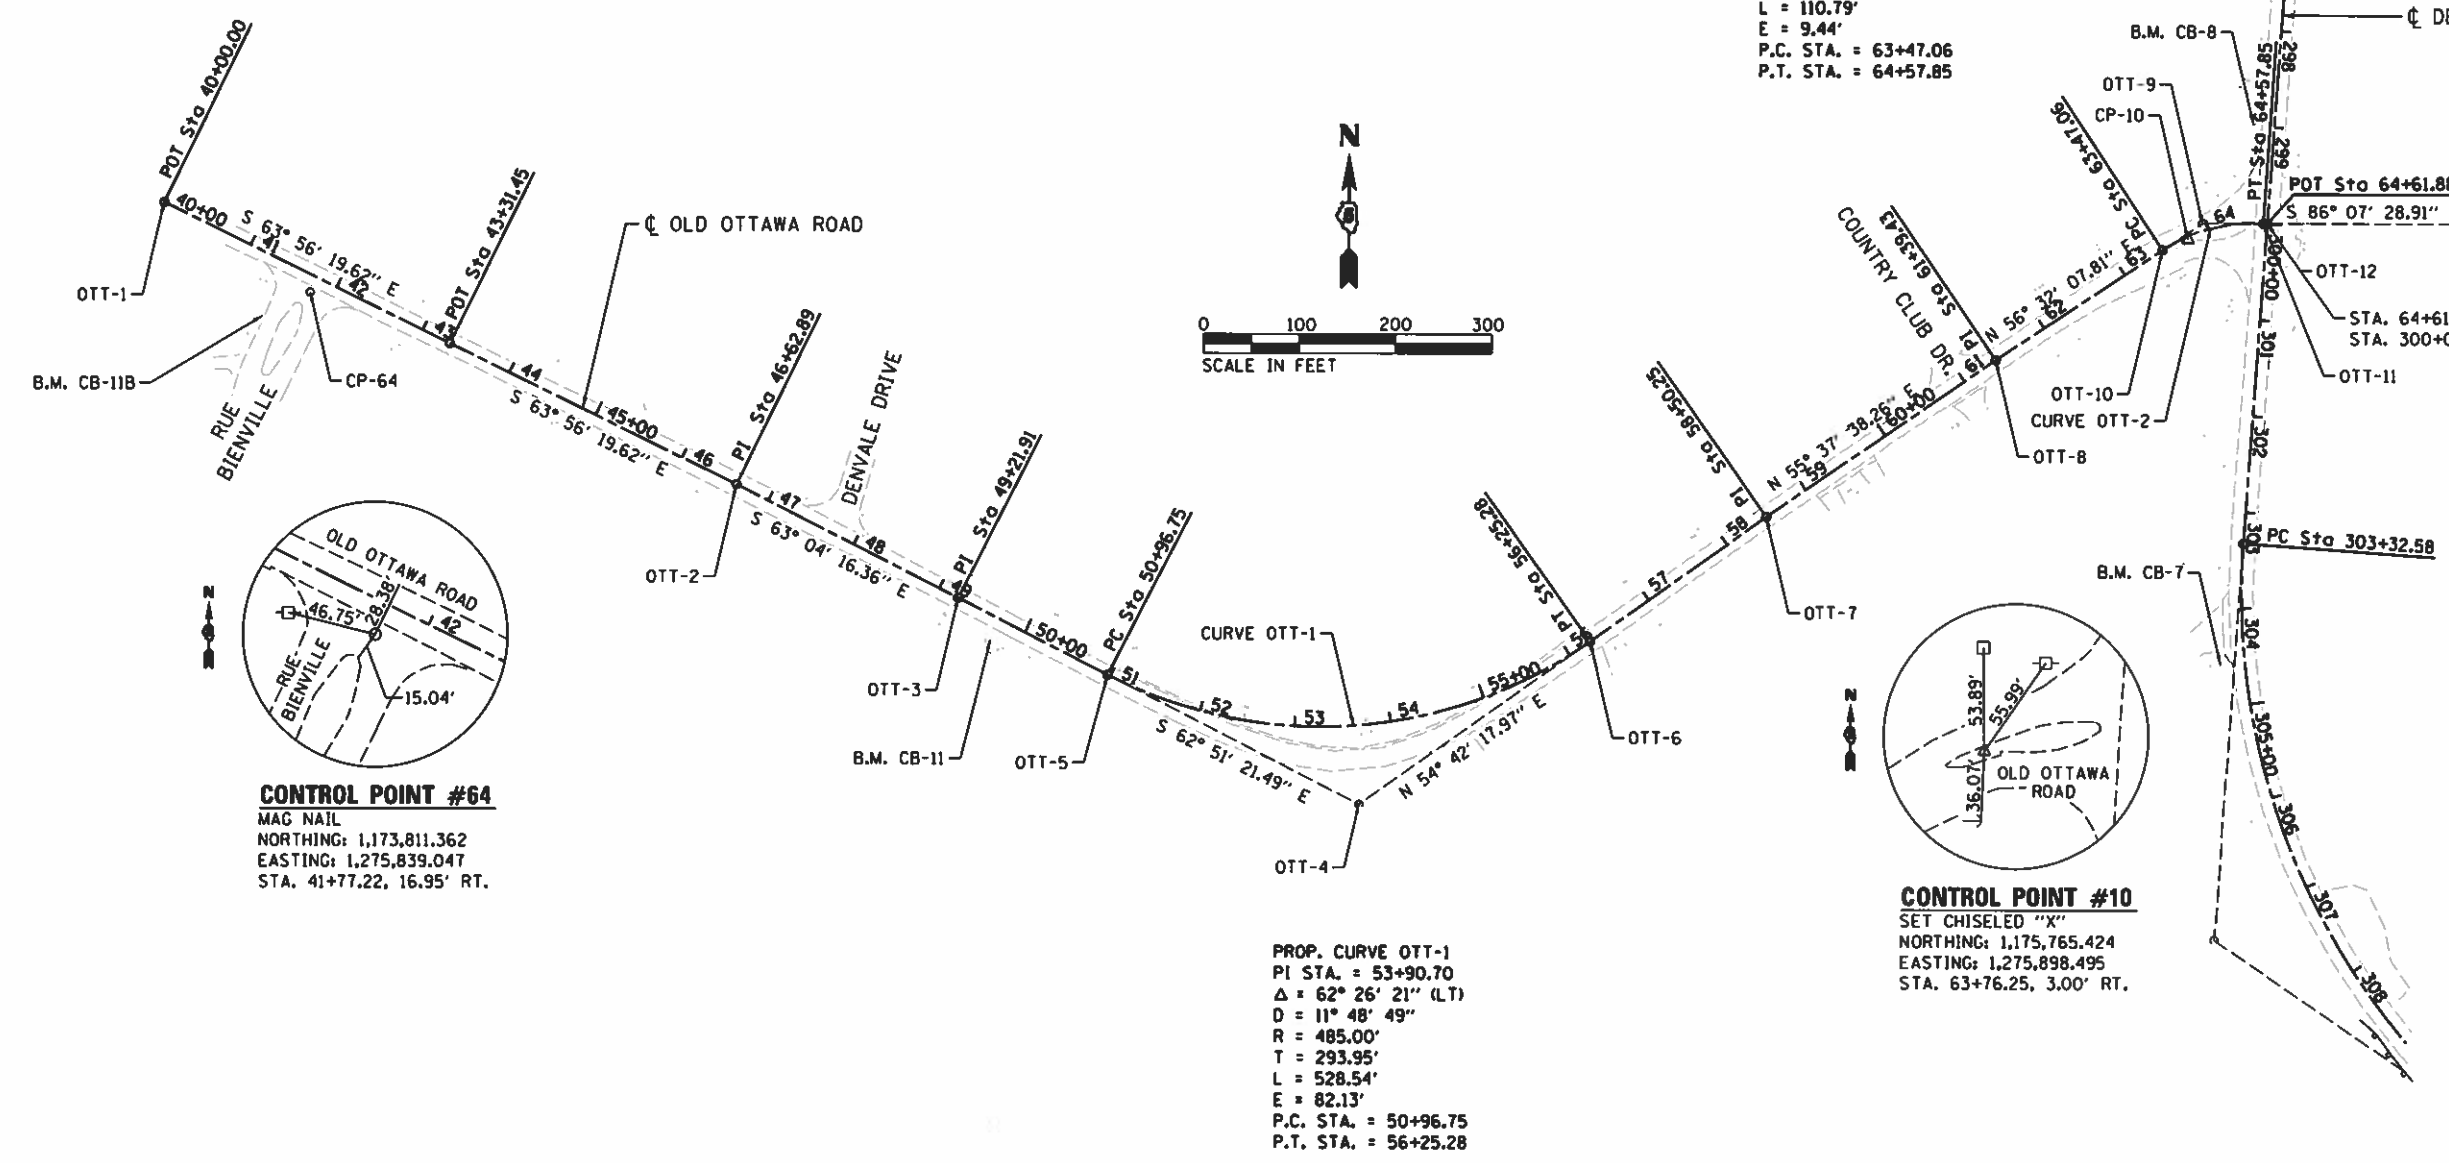 L = 110.79'
E = 9.44'
P.C. STA. = 63+47.06
P.T. STA. = 64+57.85
B.M. CB-8
℄ DE
298
299
OTT-9
CP-10
PT Sta 64+57.85
POT Sta 64+61.88
S 86° 07' 28.91"
64
300+00
OTT-12
STA. 64+61
STA. 300+0
OTT-11
301
302
PC Sta 303+32.58
303
B.M. CB-7
304
305+00
306
307
308
POT Sta 40+00.00
40+00
S 63° 56' 19.62" E
41
42
43
OTT-1
POT Sta 43+31.45
℄ OLD OTTAWA ROAD
B.M. CB-11B
CP-64
RUE
BIENVILLE
44
45+00
46
S 63° 56' 19.62" E
PI Sta 46+62.89
DENVALE DRIVE
OTT-2
47
48
49
S 63° 04' 16.36" E
PI Sta 49+21.91
OTT-3
50+00
B.M. CB-11
PC Sta 50+96.75
51
OTT-5
52
53
54
55+00
56
CURVE OTT-1
S 62° 51' 21.49" E
N 54° 42' 17.97" E
OTT-4
PT Sta 56+25.28
OTT-6
57
58
PI Sta 58+50.25
OTT-7
N 55° 37' 38.26" E
59
60+00
61
COUNTRY CLUB DR.
PI Sta 61+39.43
OTT-8
N 56° 32' 07.81" E
62
63
PC Sta 63+47.06
OTT-10
CURVE OTT-2
N
0 100 200 300
SCALE IN FEET
N
OLD OTTAWA ROAD
46.75'
28.38'
42
RUE
BIENVILLE
15.04'
CONTROL POINT #64
MAG NAIL
NORTHING: 1,173,811.362
EASTING: 1,275,839.047
STA. 41+77.22, 16.95' RT.
N
53.89'
55.99'
36.07'
OLD OTTAWA
ROAD
CONTROL POINT #10
SET CHISELED "X"
NORTHING: 1,175,765.424
EASTING: 1,275,898.495
STA. 63+76.25, 3.00' RT.
PROP. CURVE OTT-1
PI STA. = 53+90.70
Δ = 62° 26' 21" (LT)
D = 11° 48' 49"
R = 485.00'
T = 293.95'
L = 528.54'
E = 82.13'
P.C. STA. = 50+96.75
P.T. STA. = 56+25.28